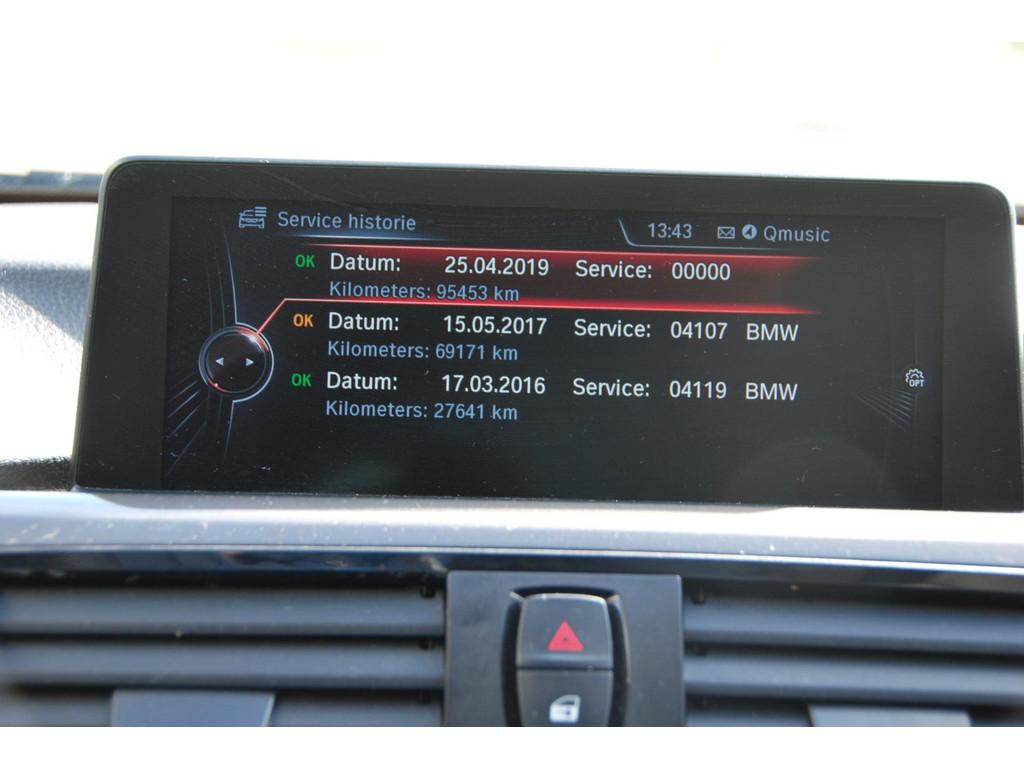 Service historie 13:43 Qmusic
OK Datum: 25.04.2019 Service: 00000
Kilometers: 95453 km
OK Datum: 15.05.2017 Service: 04107 BMW
Kilometers: 69171 km
OK Datum: 17.03.2016 Service: 04119 BMW
Kilometers: 27641 km
OPT